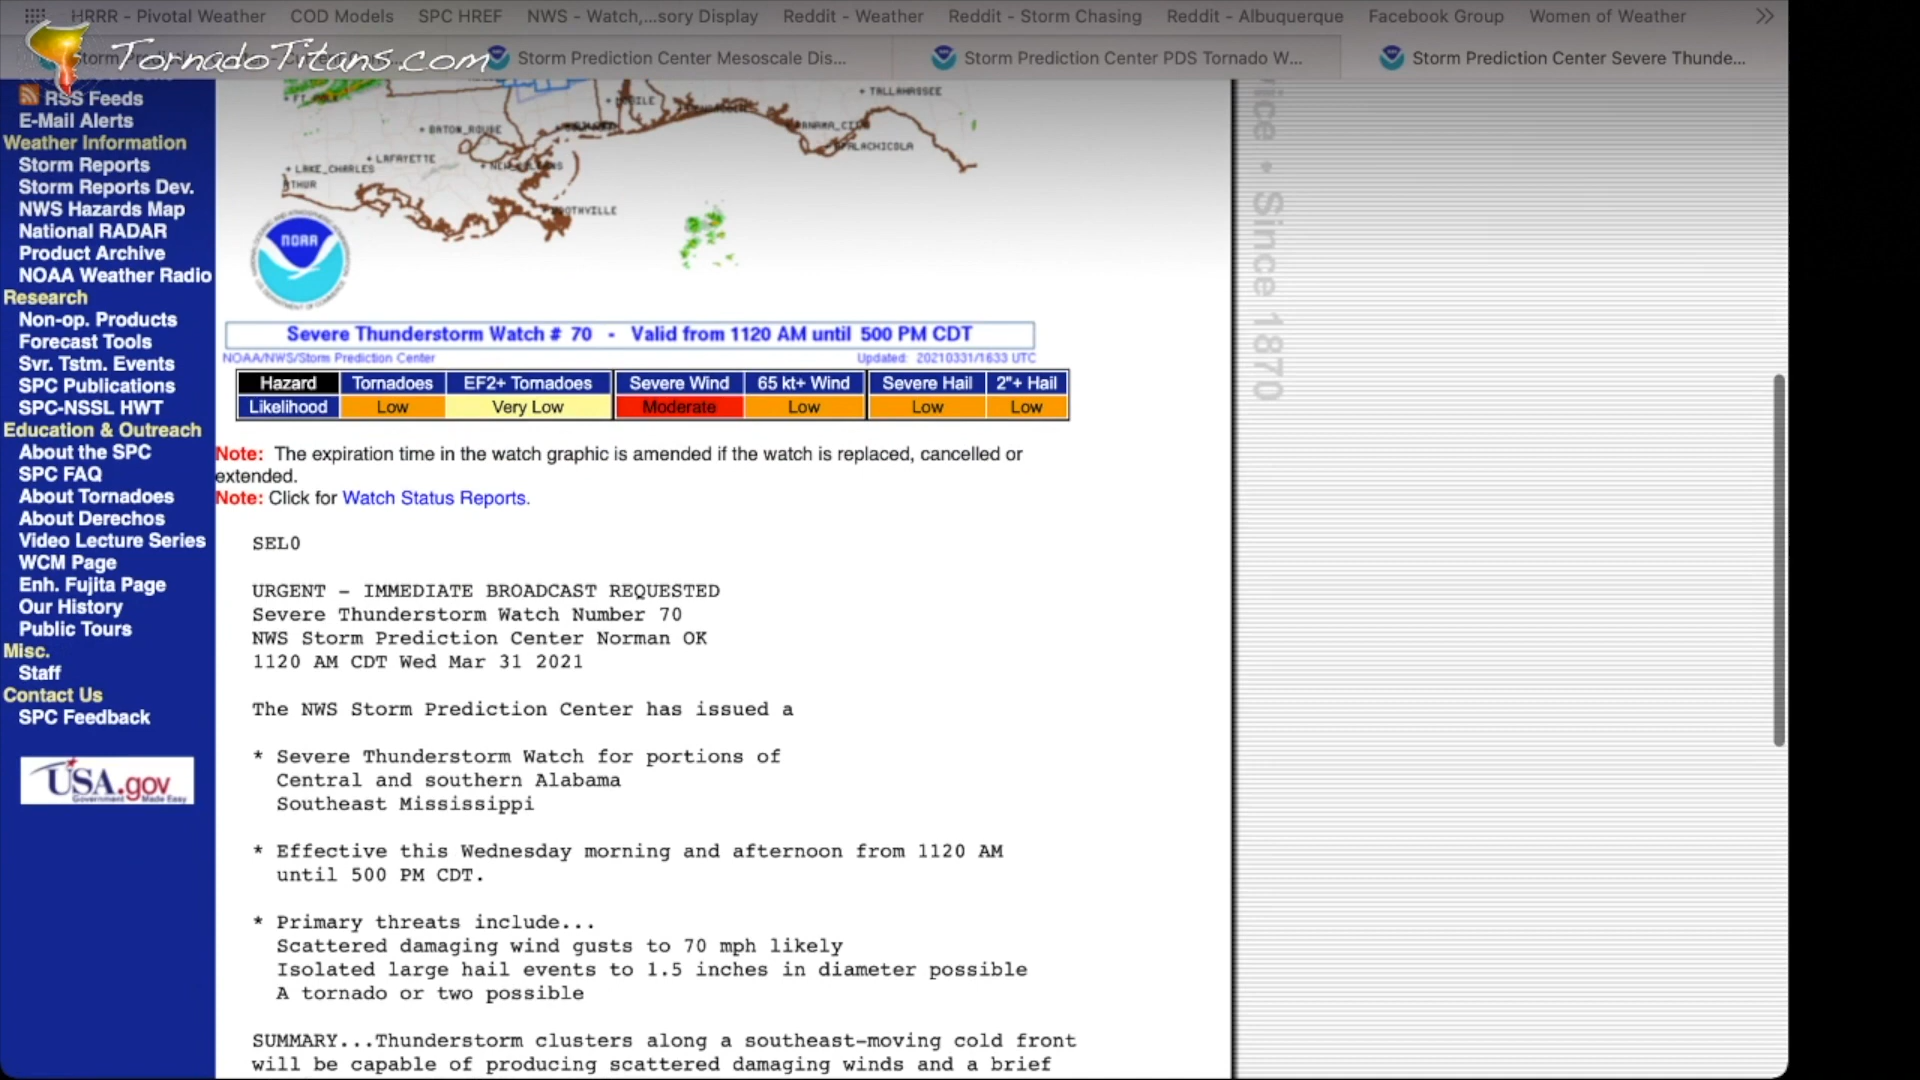 HRRR - Pivotal Weather COD Models SPC HREF NWS - Watch,...sory Display Reddit - Weather Reddit - Storm Chasing Reddit - Albuquerque Facebook Group Women of Weather
TornadoTitans.com
Storm Prediction Center Mesoscale Dis... Storm Prediction Center PDS Tornado W... Storm Prediction Center Severe Thunde...
RSS Feeds
E-Mail Alerts
Weather Information
Storm Reports
Storm Reports Dev.
NWS Hazards Map
National RADAR
Product Archive
NOAA Weather Radio
Research
Non-op. Products
Forecast Tools
Svr. Tstm. Events
SPC Publications
SPC-NSSL HWT
Education & Outreach
About the SPC
SPC FAQ
About Tornadoes
About Derechos
Video Lecture Series
WCM Page
Enh. Fujita Page
Our History
Public Tours
Misc.
Staff
Contact Us
SPC Feedback
USA.gov
Government Made Easy
TALLAHASSEE
BATON_ROUGE
LAFAYETTE
LAKE_CHARLES
NOAA
Severe Thunderstorm Watch # 70 - Valid from 1120 AM until 500 PM CDT
NOAA/NWS/Storm Prediction Center Updated: 20210331/1633 UTC
Hazard Tornadoes EF2+ Tornadoes Severe Wind 65 kt+ Wind Severe Hail 2"+ Hail
Likelihood Low Very Low Moderate Low Low Low
Note: The expiration time in the watch graphic is amended if the watch is replaced, cancelled or
extended.
Note: Click for Watch Status Reports.
SEL0
URGENT - IMMEDIATE BROADCAST REQUESTED
Severe Thunderstorm Watch Number 70
NWS Storm Prediction Center Norman OK
1120 AM CDT Wed Mar 31 2021
The NWS Storm Prediction Center has issued a
* Severe Thunderstorm Watch for portions of
Central and southern Alabama
Southeast Mississippi
* Effective this Wednesday morning and afternoon from 1120 AM
until 500 PM CDT.
* Primary threats include...
Scattered damaging wind gusts to 70 mph likely
Isolated large hail events to 1.5 inches in diameter possible
A tornado or two possible
SUMMARY...Thunderstorm clusters along a southeast-moving cold front
will be capable of producing scattered damaging winds and a brief
Since 1870